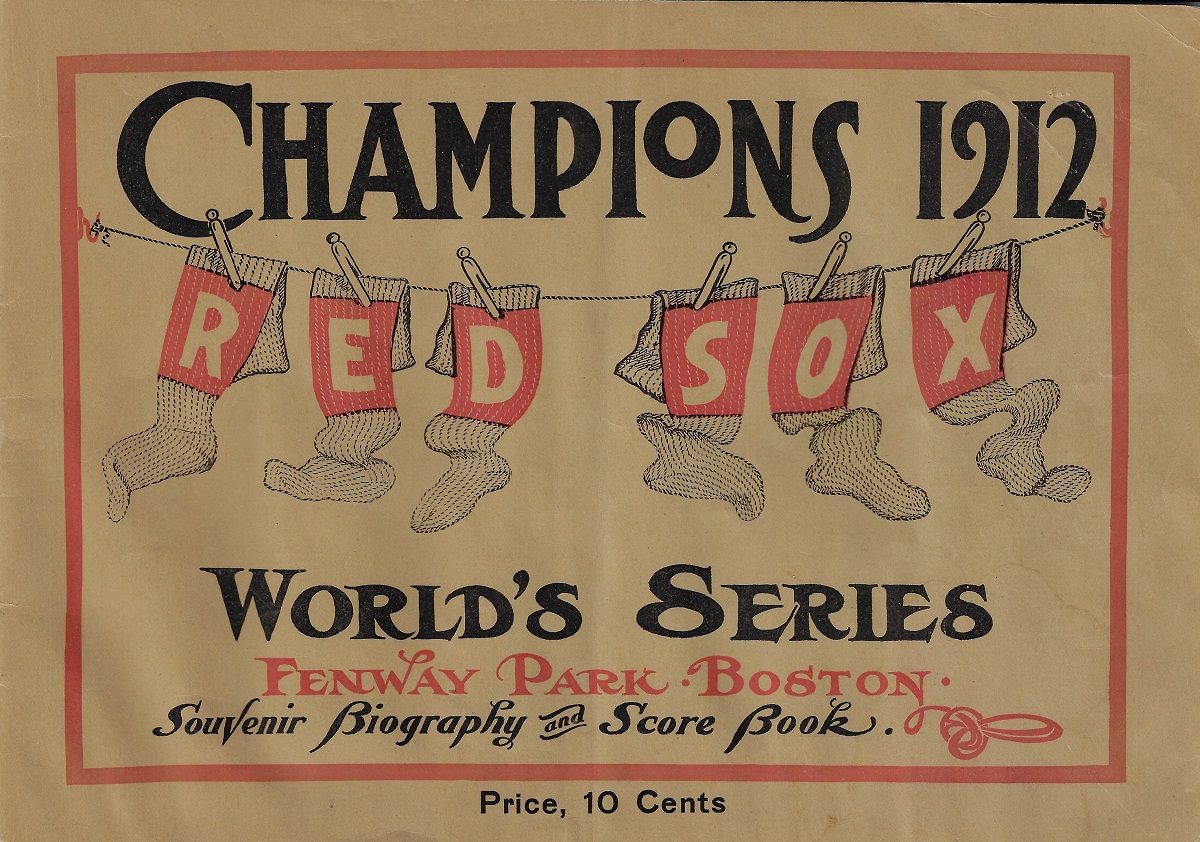 CHAMPIONS 1912
RED SOX
WORLD'S SERIES
FENWAY PARK · BOSTON ·
Souvenir Biography and Score Book.
Price, 10 Cents